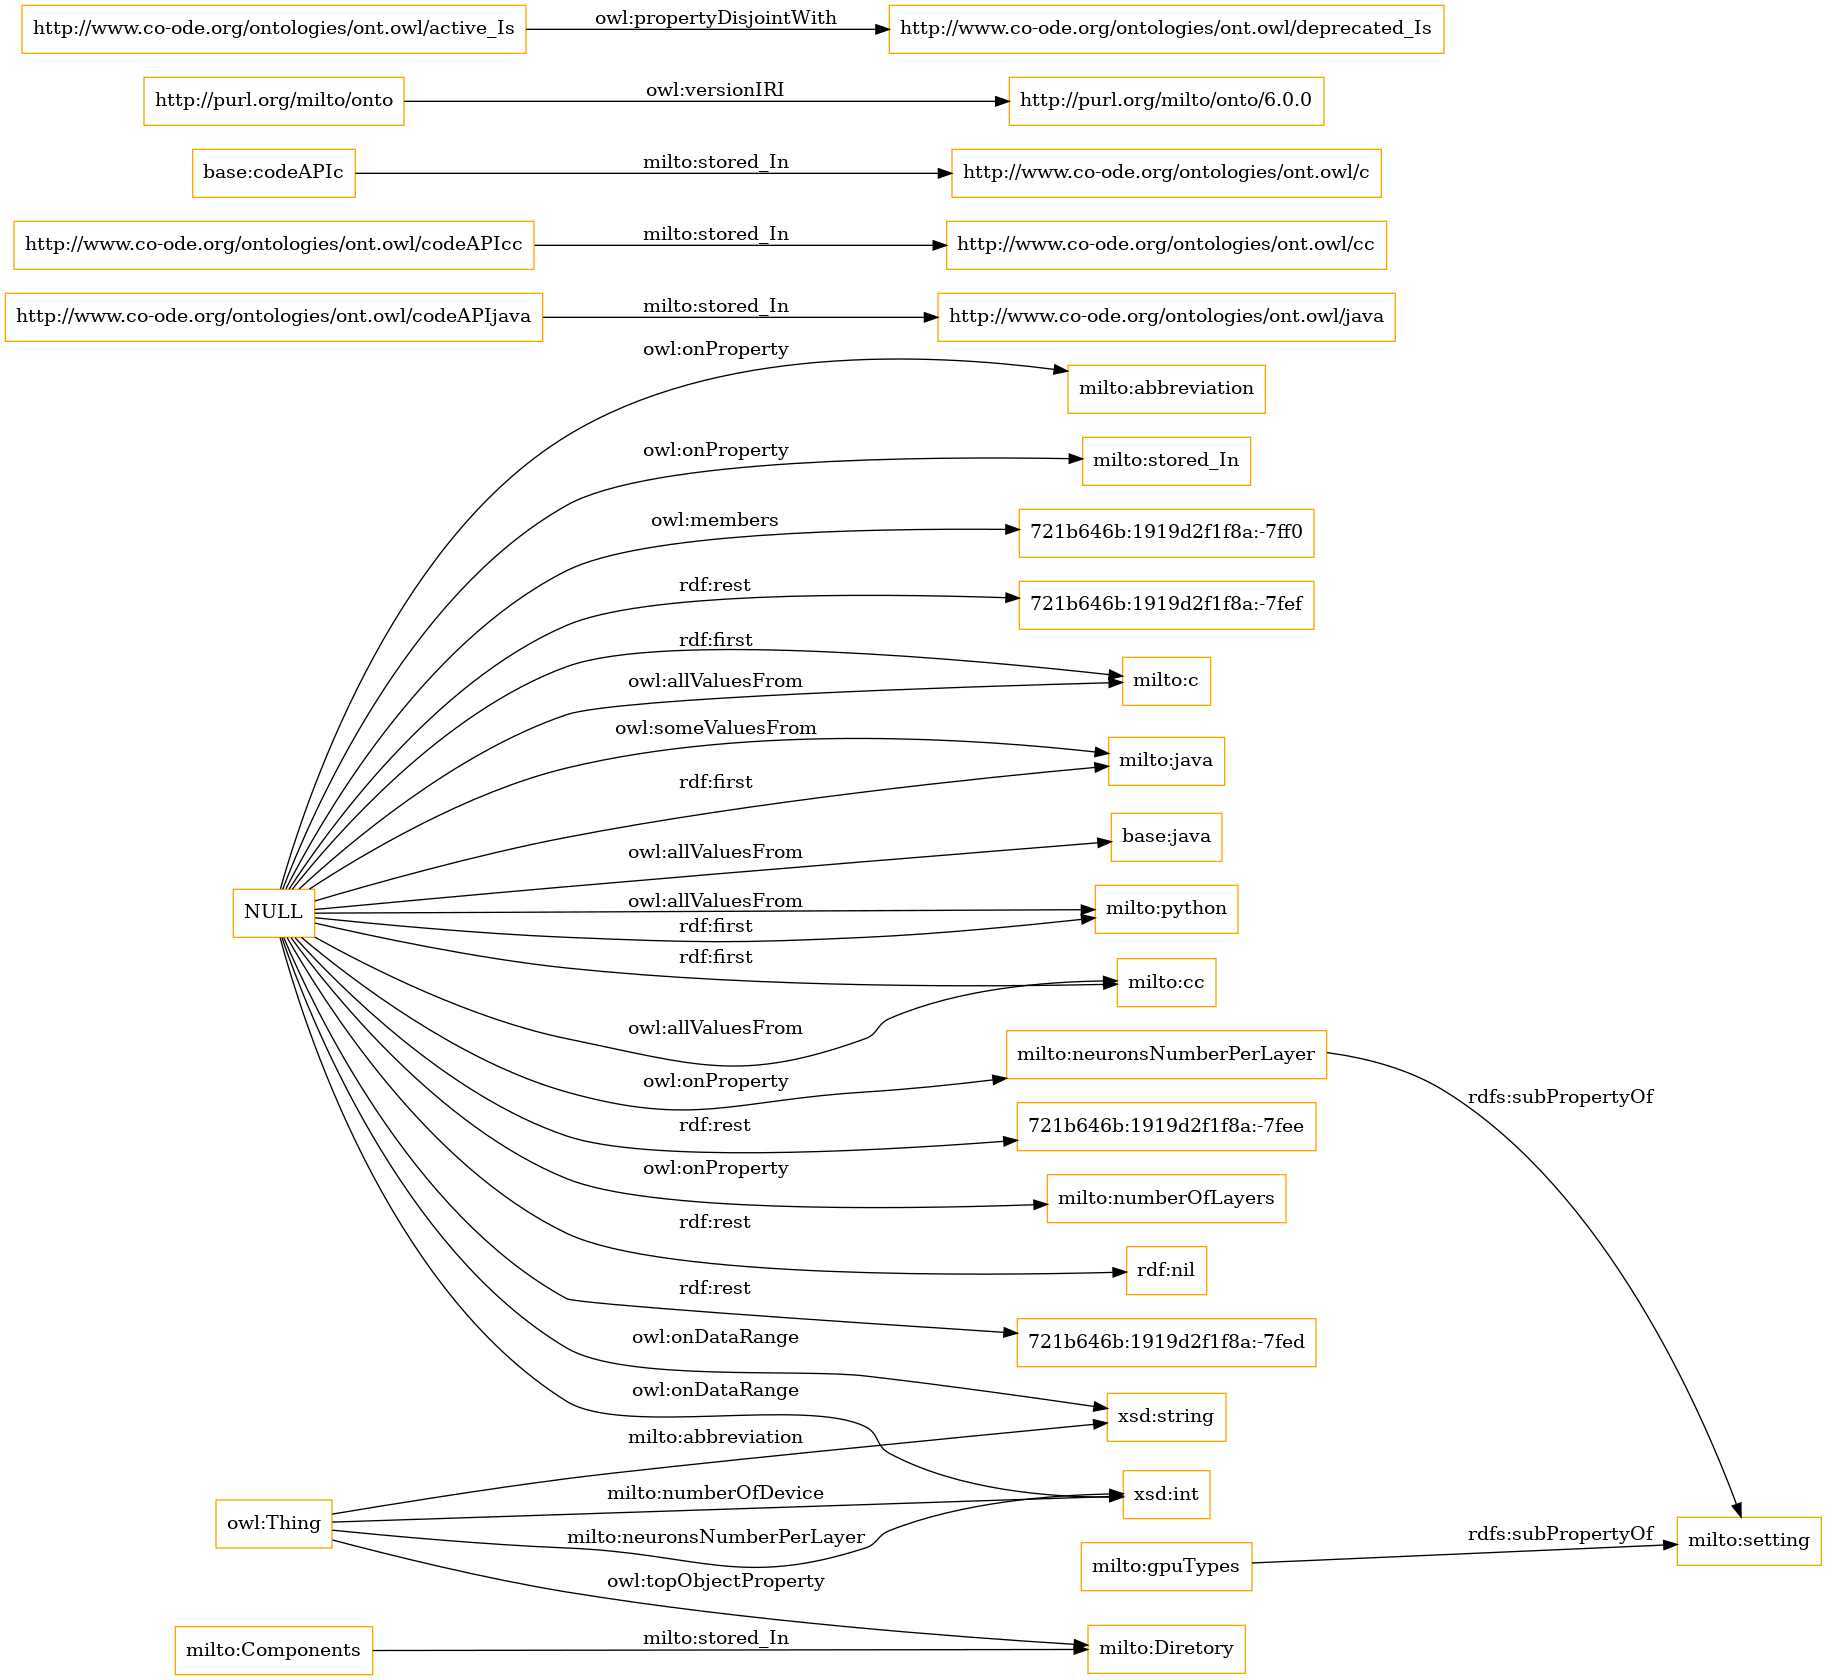 http://www.co-ode.org/ontologies/ont.owl/active_Is
owl:propertyDisjointWith
http://www.co-ode.org/ontologies/ont.owl/deprecated_Is
http://purl.org/milto/onto
owl:versionIRI
http://purl.org/milto/onto/6.0.0
base:codeAPIc
milto:stored_In
http://www.co-ode.org/ontologies/ont.owl/c
http://www.co-ode.org/ontologies/ont.owl/codeAPIcc
milto:stored_In
http://www.co-ode.org/ontologies/ont.owl/cc
http://www.co-ode.org/ontologies/ont.owl/codeAPIjava
milto:stored_In
http://www.co-ode.org/ontologies/ont.owl/java
owl:onProperty
milto:abbreviation
owl:onProperty
milto:stored_In
owl:members
721b646b:1919d2f1f8a:-7ff0
rdf:rest
721b646b:1919d2f1f8a:-7fef
rdf:first
owl:allValuesFrom
milto:c
owl:someValuesFrom
milto:java
rdf:first
base:java
owl:allValuesFrom
NULL
owl:allValuesFrom
milto:python
rdf:first
rdf:first
milto:cc
owl:allValuesFrom
milto:neuronsNumberPerLayer
owl:onProperty
rdfs:subPropertyOf
rdf:rest
721b646b:1919d2f1f8a:-7fee
owl:onProperty
milto:numberOfLayers
rdf:rest
rdf:nil
rdf:rest
721b646b:1919d2f1f8a:-7fed
owl:onDataRange
owl:onDataRange
xsd:string
milto:abbreviation
owl:Thing
milto:numberOfDevice
xsd:int
milto:neuronsNumberPerLayer
rdfs:subPropertyOf
milto:setting
milto:gpuTypes
owl:topObjectProperty
milto:Components
milto:stored_In
milto:Diretory